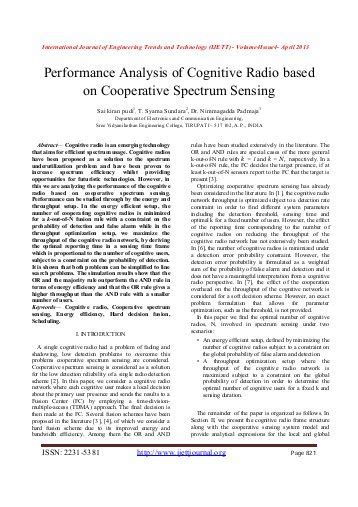 International Journal of Engineering Trends and Technology (IJETT) - Volume4Issue4- April 2013
Performance Analysis of Cognitive Radio based
on Cooperative Spectrum Sensing
Sai kiran pudi, T. Syama Sundara, Dr. Nimmagadda Padmaja
Department of Electronics and Communication Engineering,
Sree Vidyanikethan Engineering College, TIRUPATI- 517 102, A.P., INDIA
Abstract— Cognitive radio is an emerging technology
that aims for efficient spectrum usage. Cognitive radios
have been proposed as a solution to the spectrum
underutilization problem and have been proven to
increase spectrum efficiency whilst providing
opportunities for futuristic technologies. However, in
this we are analyzing the performance of the cognitive
radio based on cooperative spectrum sensing.
Performance can be studied through by the energy and
throughput setup. In the energy efficient setup, the
number of cooperating cognitive radios is minimized
for a k-out-of-N fusion rule with a constraint on the
probability of detection and false alarm while in the
throughput optimization setup, we maximize the
throughput of the cognitive radio network, by deriving
the optimal reporting time in a sensing time frame
which is proportional to the number of cognitive users,
subject to a constraint on the probability of detection.
It is shown that both problems can be simplified to line
search problems. The simulation results show that the
OR and the majority rule outperform the AND rule in
terms of energy efficiency and that the OR rule gives a
higher throughput than the AND rule with a smaller
number of users.
Keywords— Cognitive radio, Cooperative spectrum
sensing, Energy efficiency, Hard decision fusion,
Scheduling.
I. INTRODUCTION
A single cognitive radio had a problem of fading and
shadowing, low detection problems to overcome this
problems cooperative spectrum sensing are considered.
Cooperative spectrum sensing is considered as a solution
for the low detection reliability of a single radio detection
scheme [2]. In this paper, we consider a cognitive radio
network where each cognitive user makes a local decision
about the primary user presence and sends the results to a
Fusion Center (FC) by employing a time-division-
multiple-access (TDMA) approach. The final decision is
then made at the FC. Several fusion schemes have been
proposed in the literature [3], [4], of which we consider a
hard fusion scheme due to its improved energy and
bandwidth efficiency. Among them the OR and AND
rules have been studied extensively in the literature. The
OR and AND rules are special cases of the more general
k-out-of-N rule with k = 1 and k = N, respectively. In a
k-out-of-N rule, the FC decides the target presence, if at
least k-out-of-N sensors report to the FC that the target is
present [5].
Optimizing cooperative spectrum sensing has already
been considered in the literature. In [1], the cognitive radio
network throughput is optimized subject to a detection rate
constraint to find the optimal different system parameters
including the detection threshold, sensing time and
optimal k for a fixed number of users. However, the effect
of the reporting time corresponding to the number of
cognitive radios on reducing the throughput of the
cognitive radio network has not extensively been studied.
In [6], the number of cognitive radios is minimized under
a detection error probability constraint. However, the
detection error probability is formulated as a weighted
sum of the probability of false alarm and detection and it
does not have a meaningful interpretation from a cognitive
radio perspective. In [7], the effect of the cooperation
overhead on the throughput of the cognitive network is
considered for a soft decision scheme. However, an exact
problem formulation that allows for parameter
optimization, such as the threshold, is not provided.
In this paper we find the optimal number of cognitive
radios, N, involved in spectrum sensing under two
scenarios:
• An energy efficient setup, defined by minimizing the
number of cognitive radios subject to a constraint on
the global probability of false alarm and detection
• A throughput optimization setup where the
throughput of the cognitive radio network is
maximized subject to a constraint on the global
probability of detection in order to determine the
optimal number of cognitive users for a fixed k and
sensing duration.
The remainder of the paper is organized as follows. In
Section II, we present the cognitive radio frame structure
along with the cooperative sensing system model and
provide analytical expressions for the local and global
ISSN: 2231-5381
http://www.ijettjournal.org
Page 821